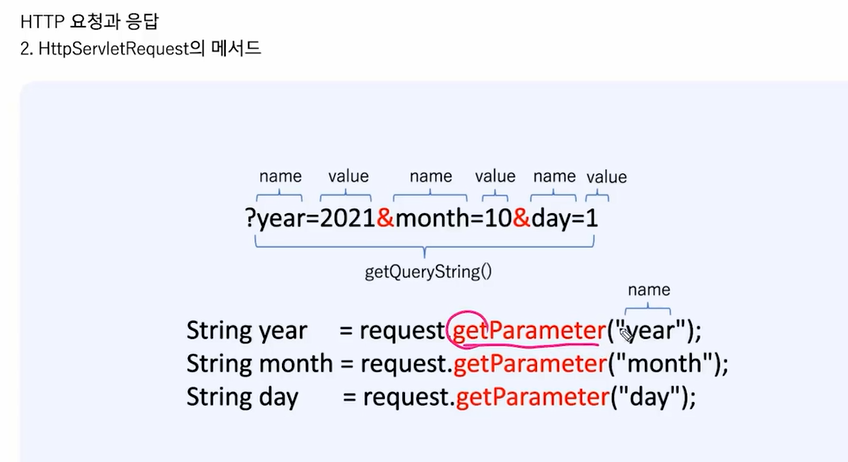 HTTP 요청과 응답
2. HttpServletRequest의 메서드
name value name value name value
?year=2021&month=10&day=1
getQueryString()
name
String year = request.getParameter("year");
String month = request.getParameter("month");
String day = request.getParameter("day");